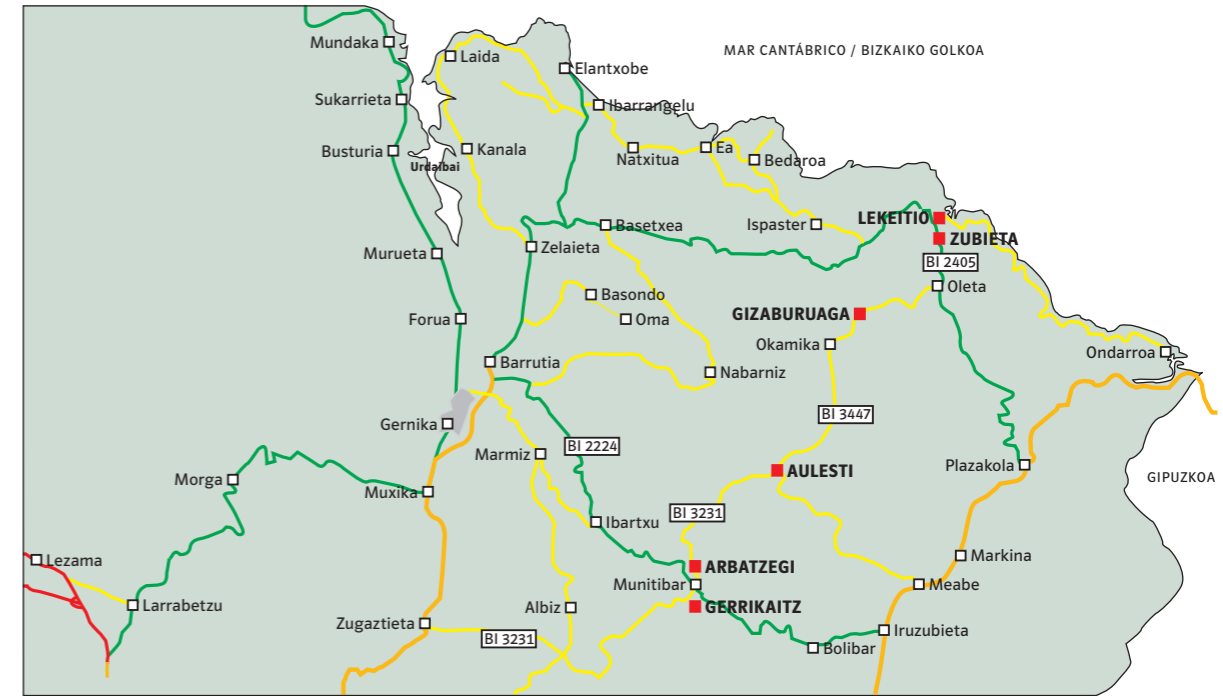 MAR CANTÁBRICO / BIZKAIKO GOLKOA
Mundaka
Laida
Elantxobe
Sukarrieta
Ibarrangelu
Busturia
Urdaibai
Kanala
Natxitua
Ea
Bedaroa
LEKEITIO
Basetxea
Ispaster
ZUBIETA
Murueta
Zelaieta
BI 2405
Oleta
Basondo
Forua
Oma
GIZABURUAGA
Okamika
Ondarroa
Barrutia
Nabarniz
BI 3447
Gernika
Marmiz
BI 2224
AULESTI
Plazakola
GIPUZKOA
Morga
Muxika
BI 3231
Ibartxu
Lezama
ARBATZEGI
Markina
Munitibar
Meabe
Larrabetzu
Albiz
GERRIKAITZ
Zugaztieta
BI 3231
Iruzubieta
Bolibar